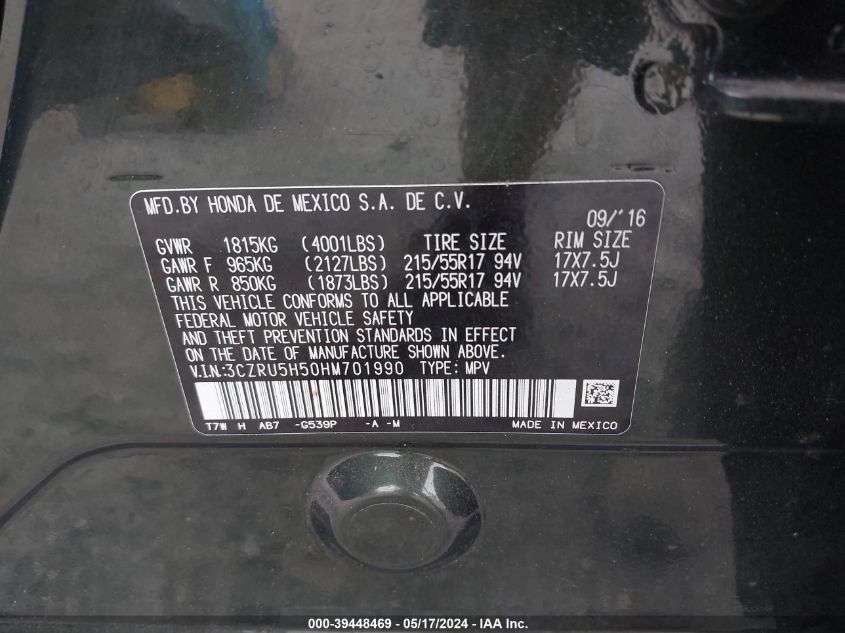 MFD.BY HONDA DE MEXICO S.A. DE C.V.
09/'16
GVWR 1815KG (4001LBS) TIRE SIZE RIM SIZE
GAWR F 965KG (2127LBS) 215/55R17 94V 17X7.5J
GAWR R 850KG (1873LBS) 215/55R17 94V 17X7.5J
THIS VEHICLE CONFORMS TO ALL APPLICABLE
FEDERAL MOTOR VEHICLE SAFETY
AND THEFT PREVENTION STANDARDS IN EFFECT
ON THE DATE OF MANUFACTURE SHOWN ABOVE.
V.I.N.:3CZRU5H50HM701990 TYPE: MPV
T7W H AB7 -G539P -A -M MADE IN MEXICO
000-39448469 - 05/17/2024 - IAA Inc.